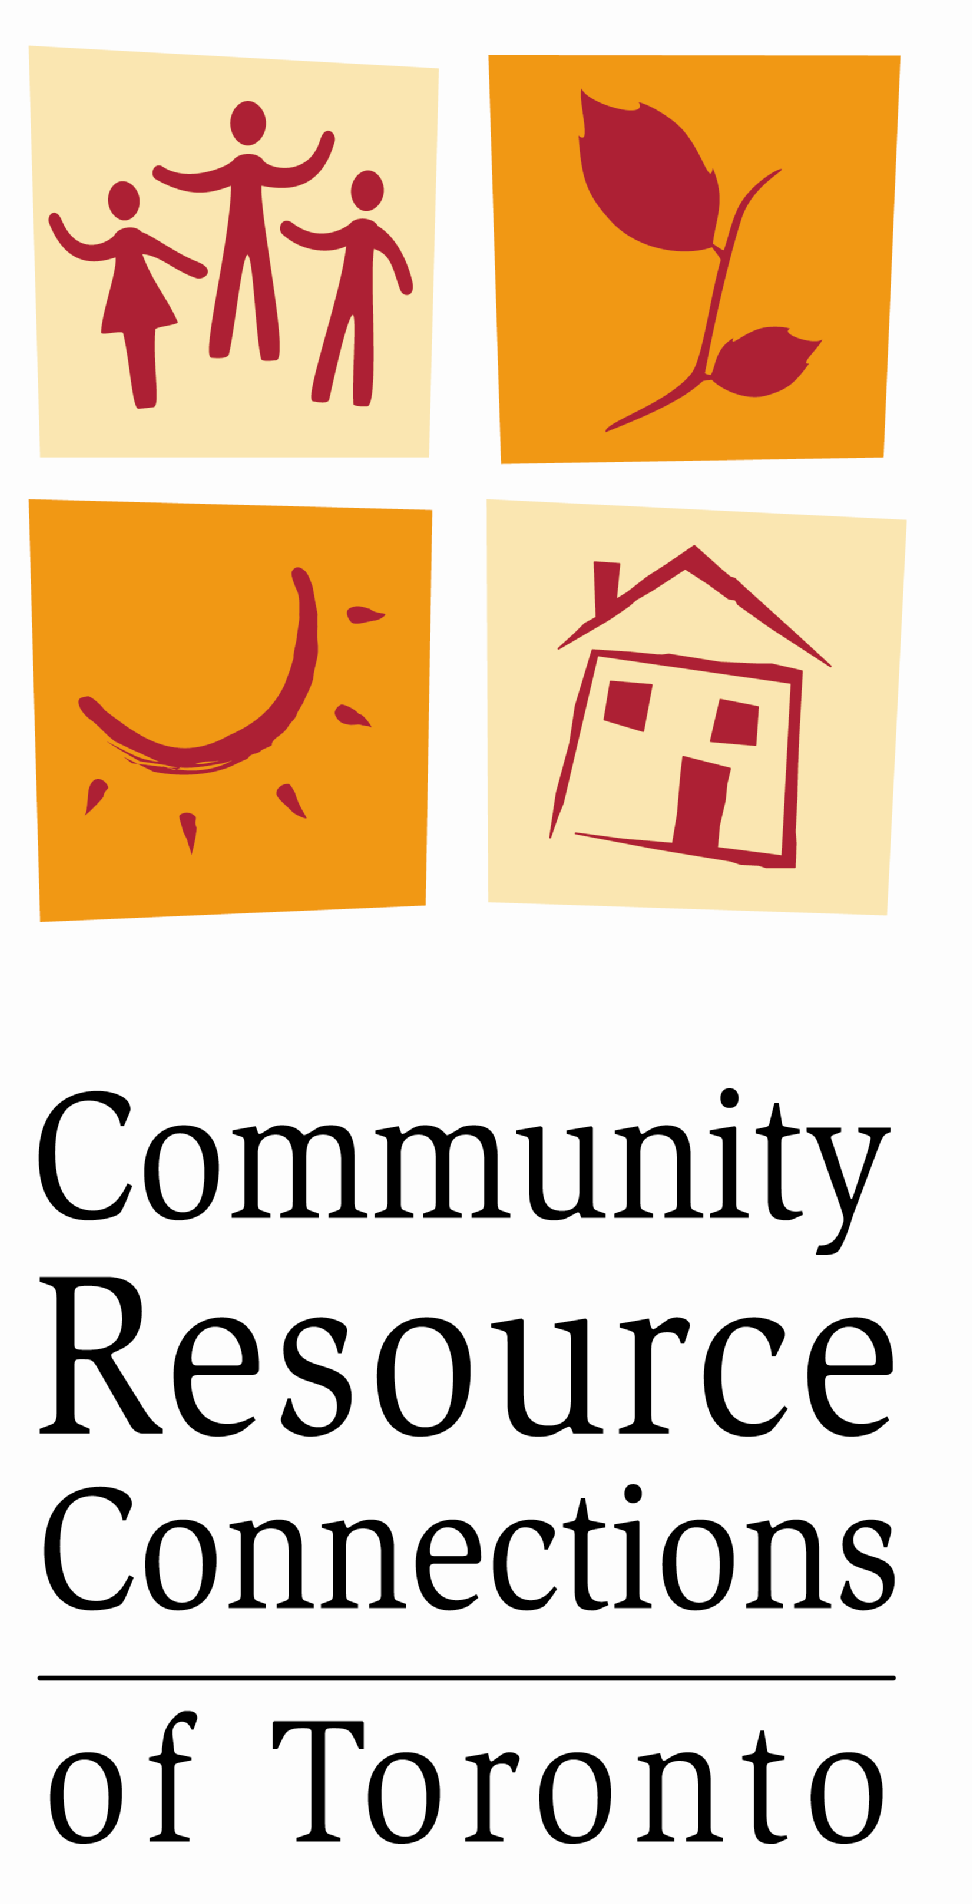 Community
Resource
Connections
of Toronto